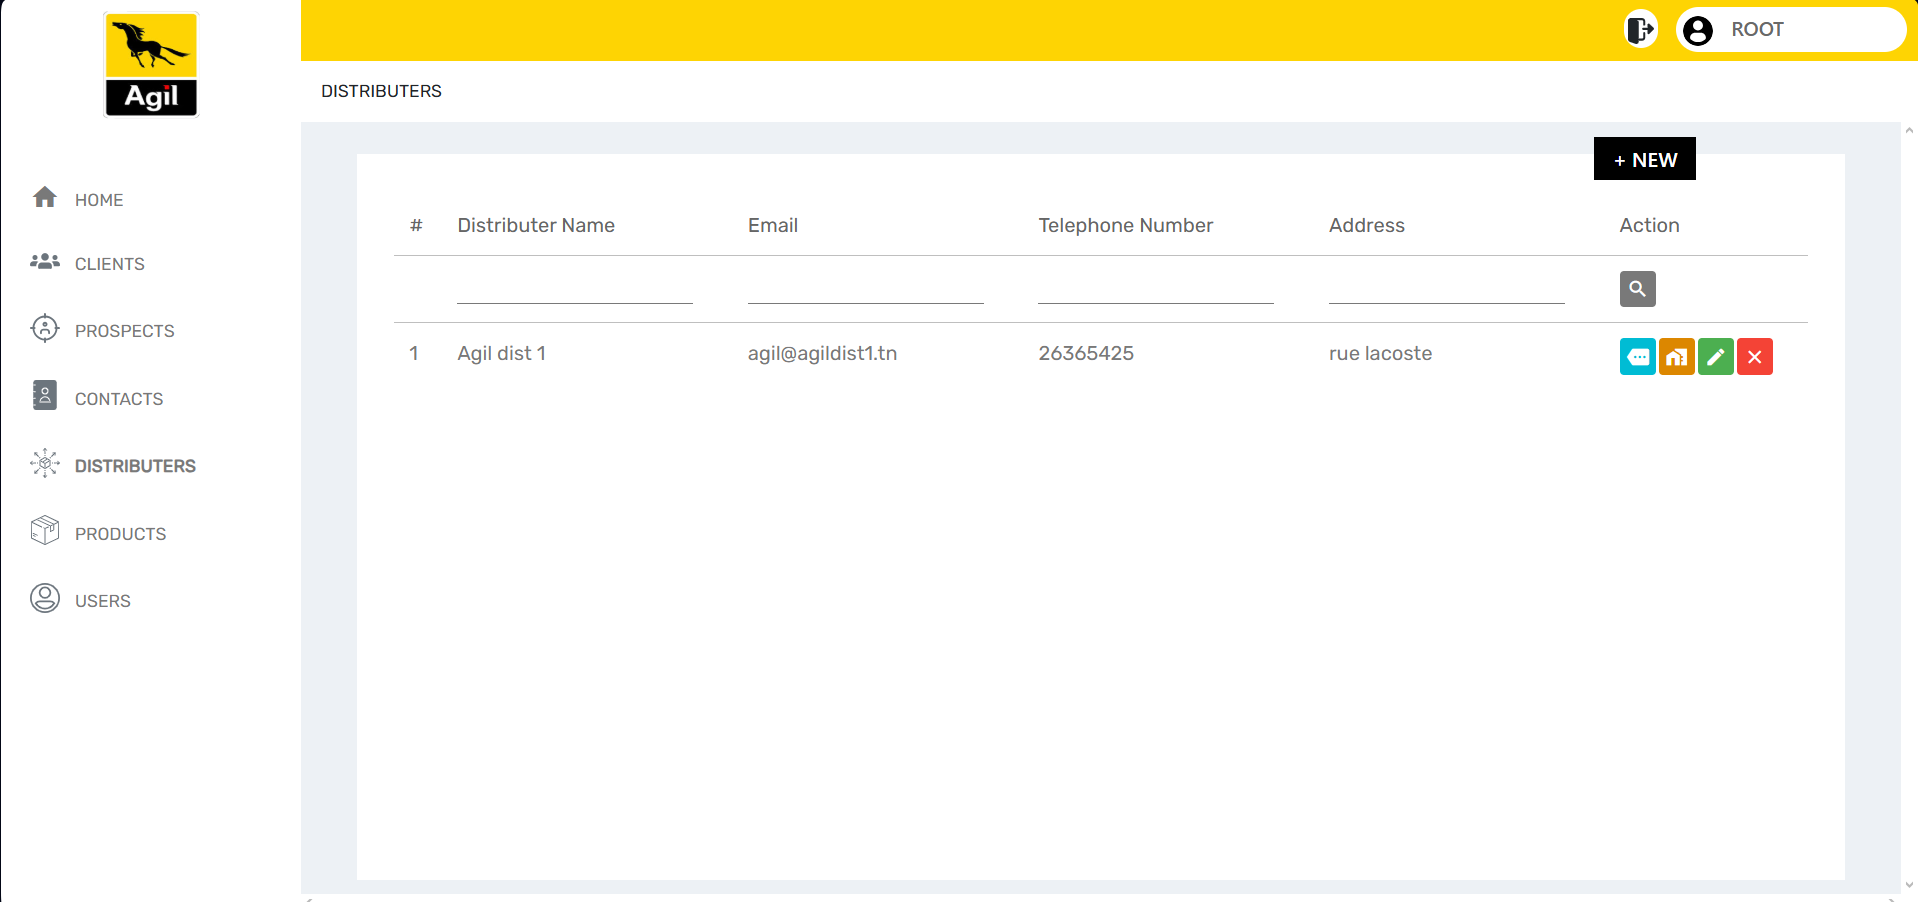 Agil
ROOT
DISTRIBUTERS
+ NEW
HOME
CLIENTS
PROSPECTS
CONTACTS
DISTRIBUTERS
PRODUCTS
USERS
# Distributer Name Email Telephone Number Address Action
1 Agil dist 1 agil@agildist1.tn 26365425 rue lacoste